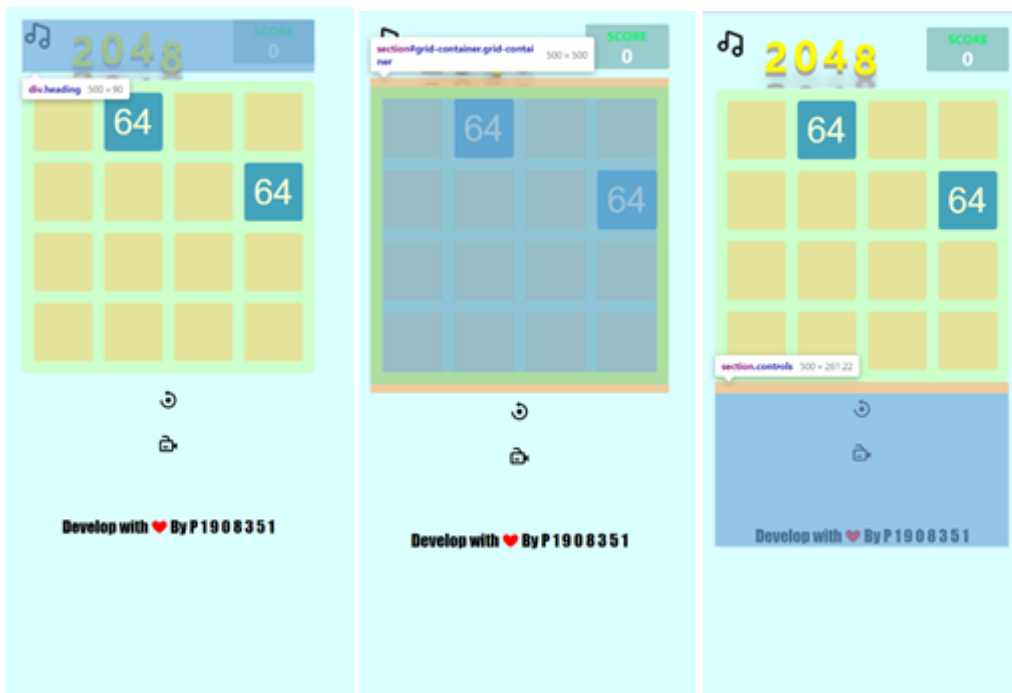 2048
SCORE
0
div.heading 500 × 90
64
64
Develop with ❤ By P1908351
section#grid-container.grid-contai
ner
500 × 500
SCORE
0
64
64
Develop with ❤ By P1908351
2048
SCORE
0
64
64
section.controls 500 × 261.22
Develop with ❤ By P1908351